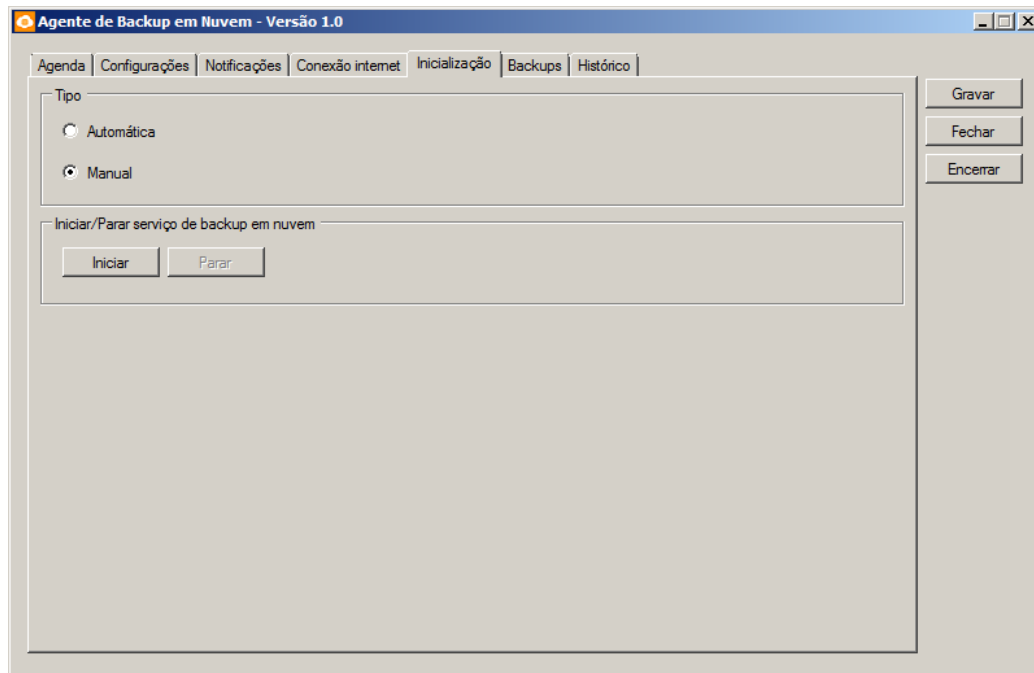 Agente de Backup em Nuvem - Versão 1.0
Agenda Configurações Notificações Conexão internet Inicialização Backups Histórico
Tipo
Automática
Manual
Iniciar/Parar serviço de backup em nuvem
Iniciar Parar
Gravar
Fechar
Encerrar